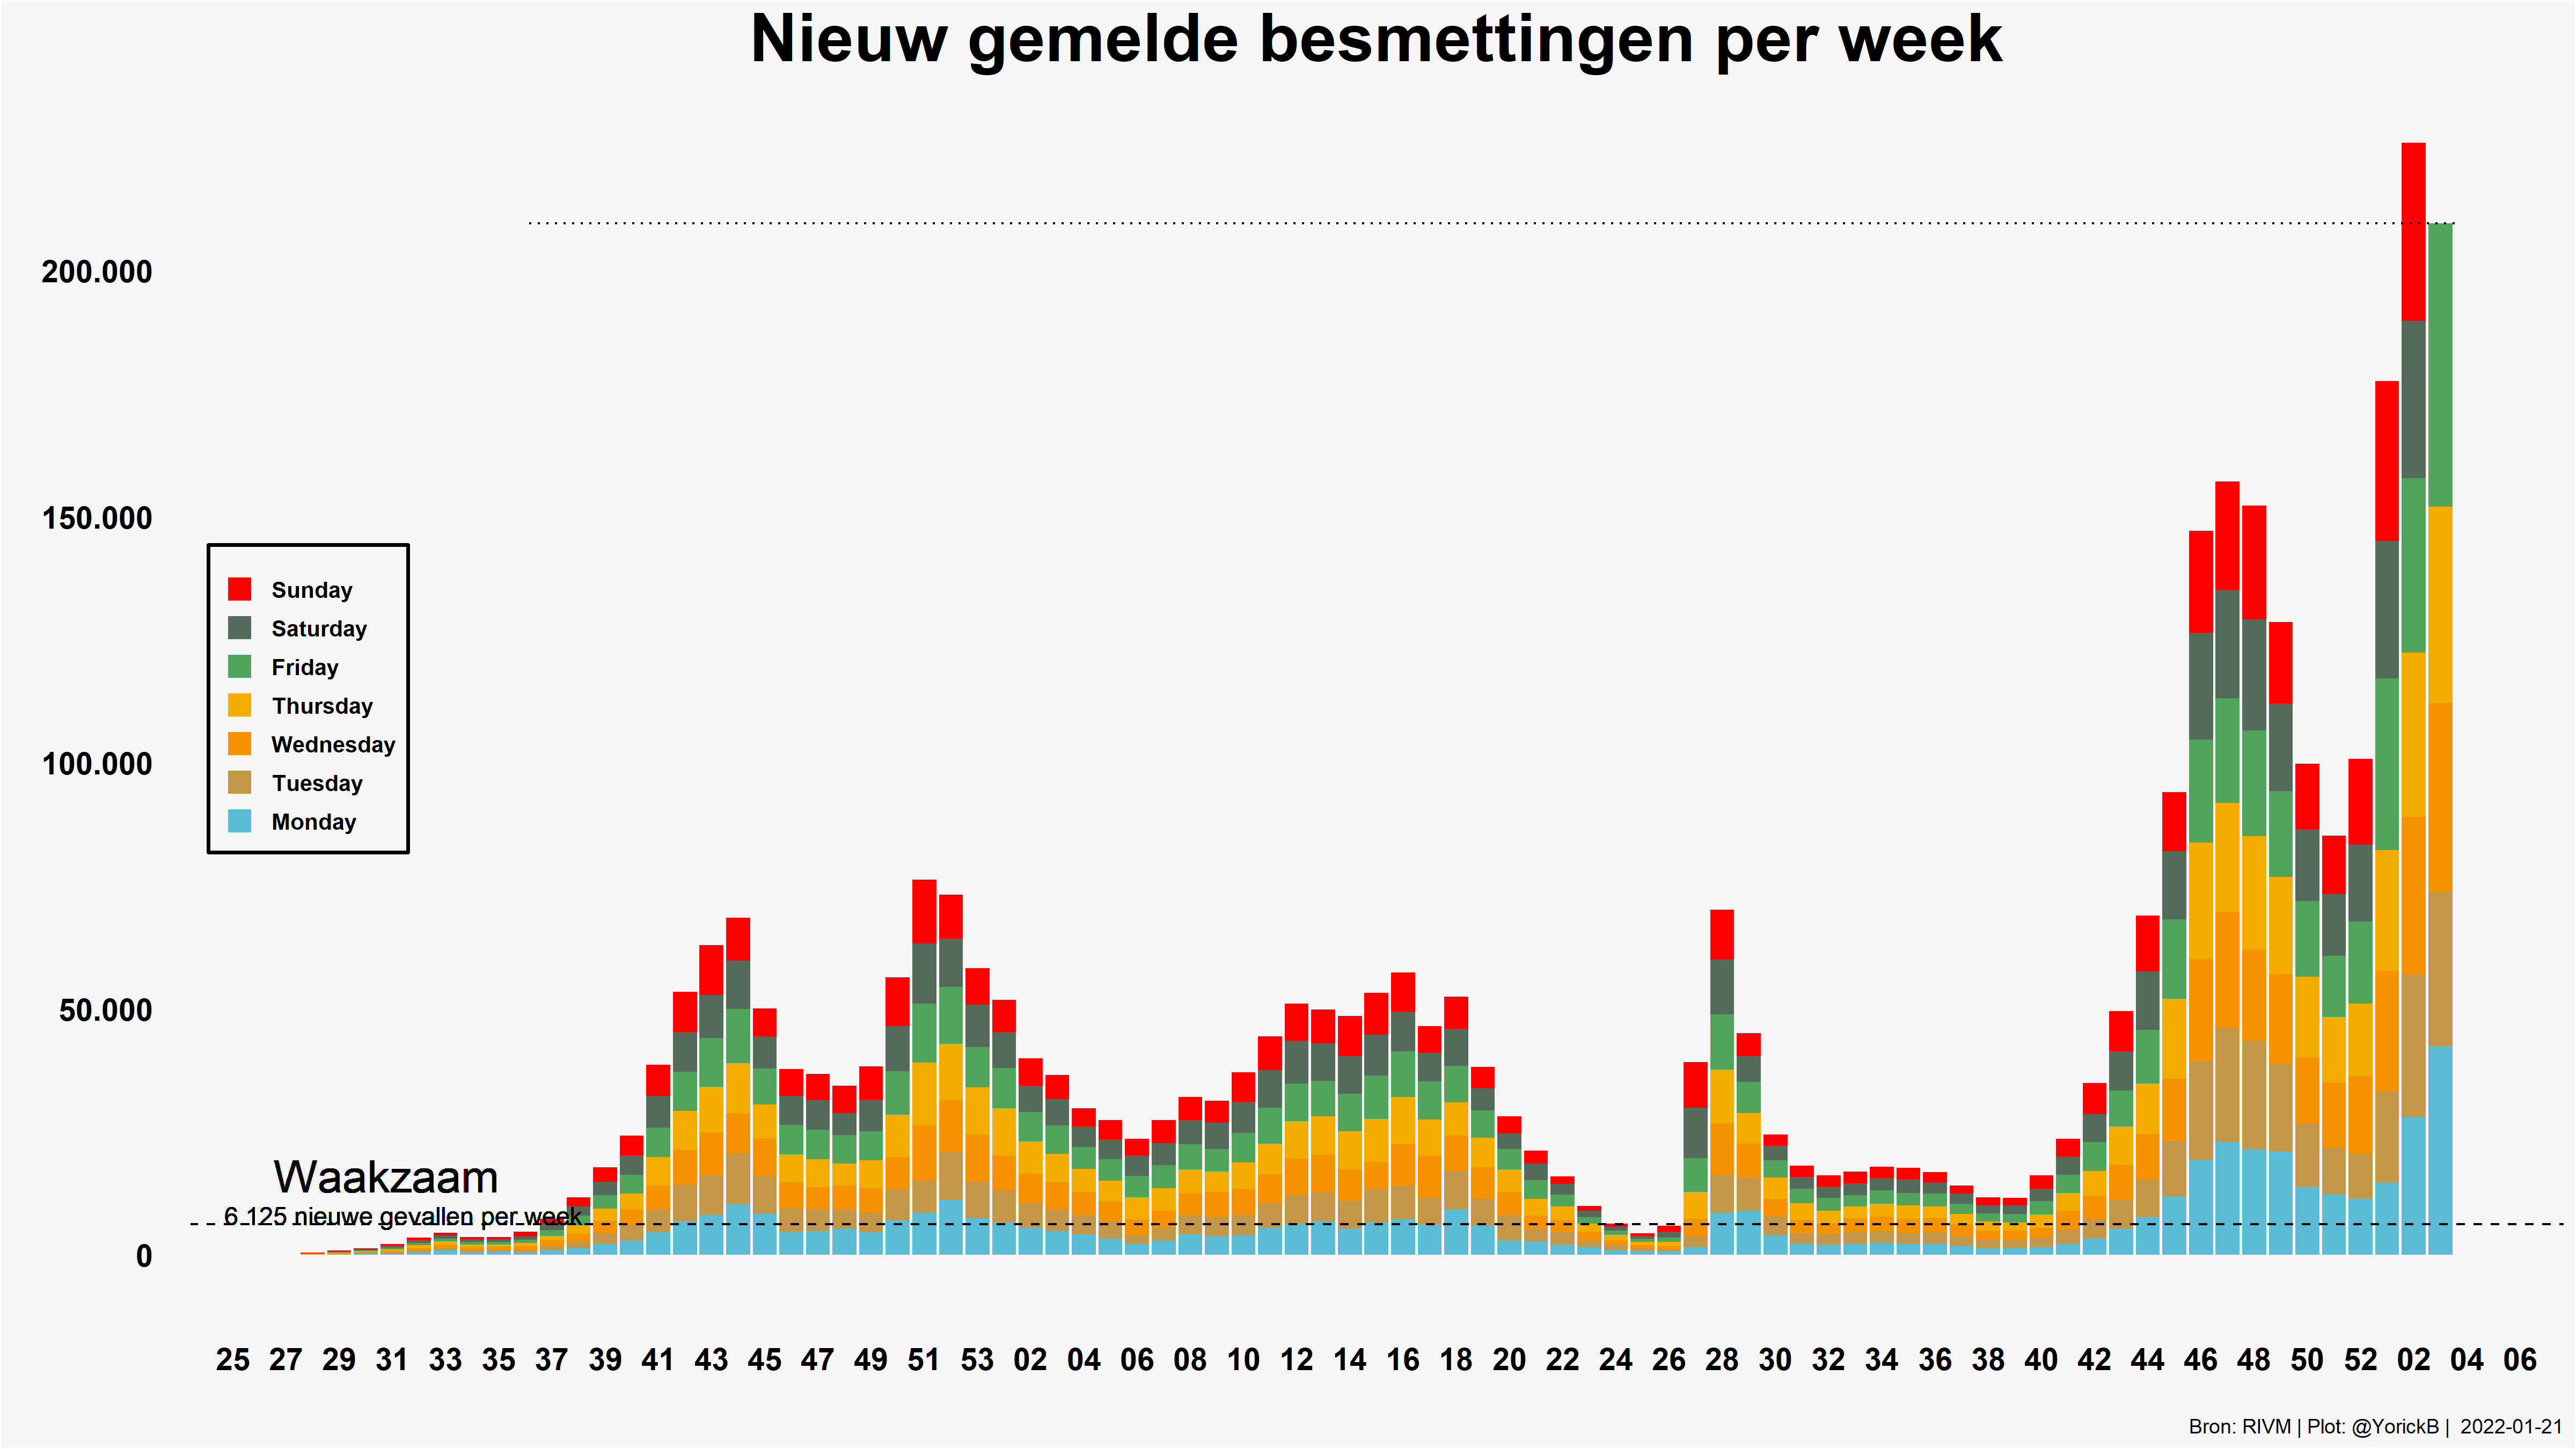 Nieuw gemelde besmettingen per week
200.000
150.000
100.000
50.000
0
Sunday
Saturday
Friday
Thursday
Wednesday
Tuesday
Monday
Waakzaam
6.125 nieuwe gevallen per week
25 27 29 31 33 35 37 39 41 43 45 47 49 51 53 02 04 06 08 10 12 14 16 18 20 22 24 26 28 30 32 34 36 38 40 42 44 46 48 50 52 02 04 06
Bron: RIVM | Plot: @YorickB | 2022-01-21